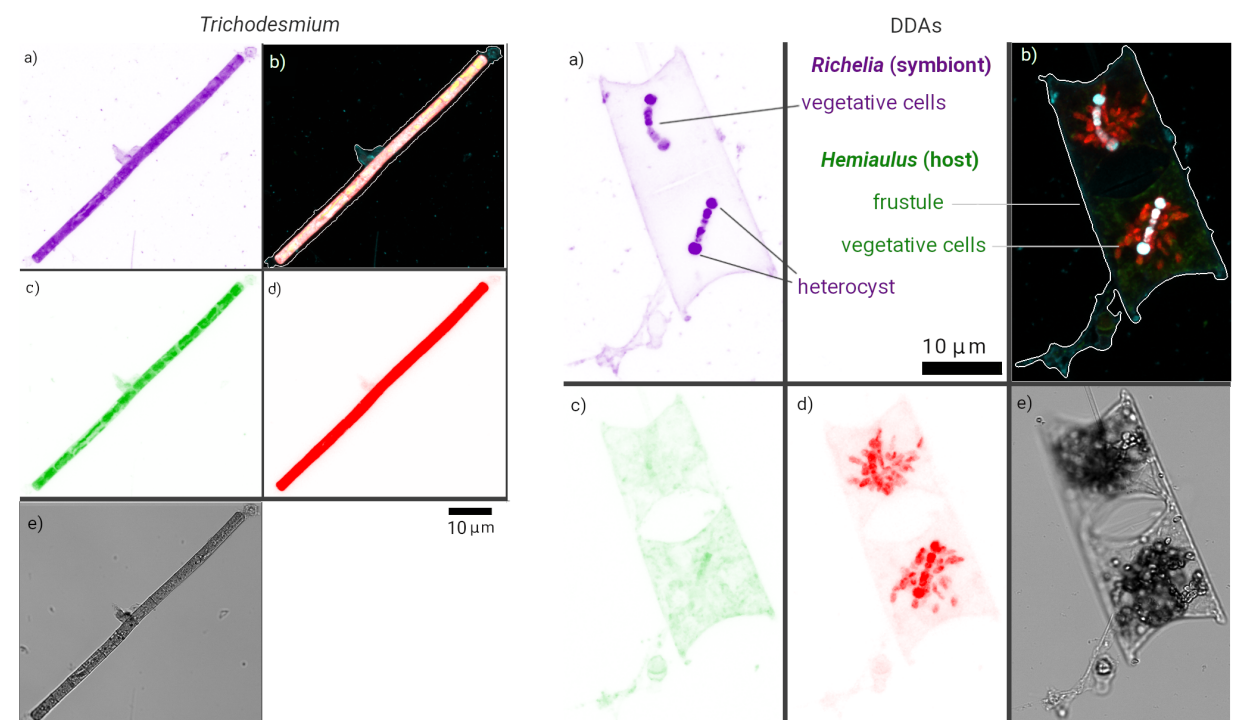 Trichodesmium
a)
b)
c)
d)
e)
10 µm
DDAs
a)
Richelia (symbiont)
vegetative cells
Hemiaulus (host)
frustule
vegetative cells
heterocyst
10 µm
b)
c)
d)
e)